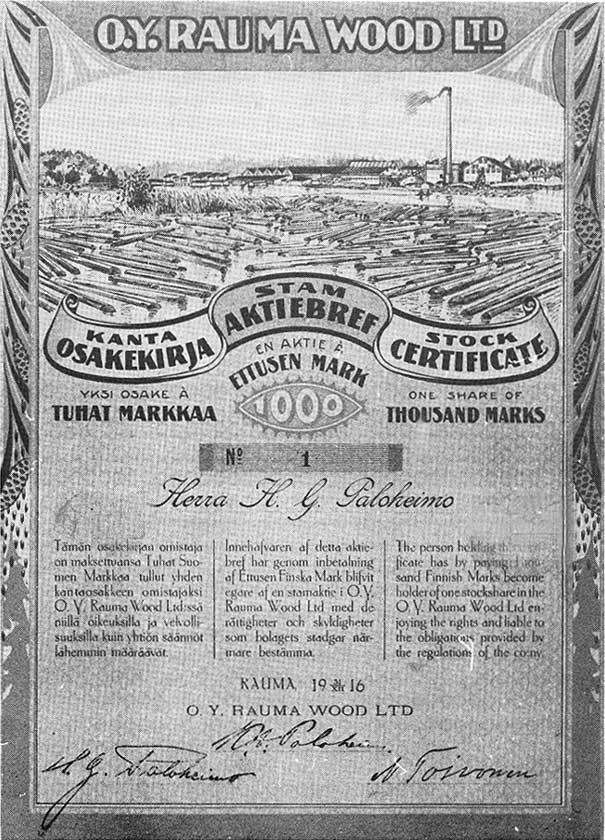 O.Y. RAUMA WOOD LTD
KANTA
OSAKEKIRJA
STAM
AKTIEBREF
STOCK
CERTIFICATE
YKSI OSAKE À
TUHAT MARKKAA
EN AKTIE À
ETTUSEN MARK
1000
ONE SHARE OF
THOUSAND MARKS
No 1
Herra H. G. Paloheimo
Tämän osakekirjan omistaja
on maksettuansa Tuhat Suo-
men Markkaa tullut yhden
kantaosakkeen omistajaksi
O. Y. Rauma Wood Ltd:ssä
niillä oikeuksilla ja velvolli-
suuksilla kuin yhtiön säännöt
lähemmin määräävät.
Innehafvaren af detta aktie-
bref har genom inbetalning
af Ettusen Finska Mark blifvit
egare af en stamaktie i O.Y.
Rauma Wood Ltd med de
rättigheter och skyldigheter
som bolagets stadgar när-
mare bestämma.
The person holding this
ficate has by paying
sand Finnish Marks become
holder of one stockshare in the
O. Y. Rauma Wood Ltd en-
joying the rights and liable to
the obligations provided by
the regulations of the co:ny.
RAUMA 19 16
O. Y. RAUMA WOOD LTD
H. G. Paloheimo
Paloheim
Toivonen